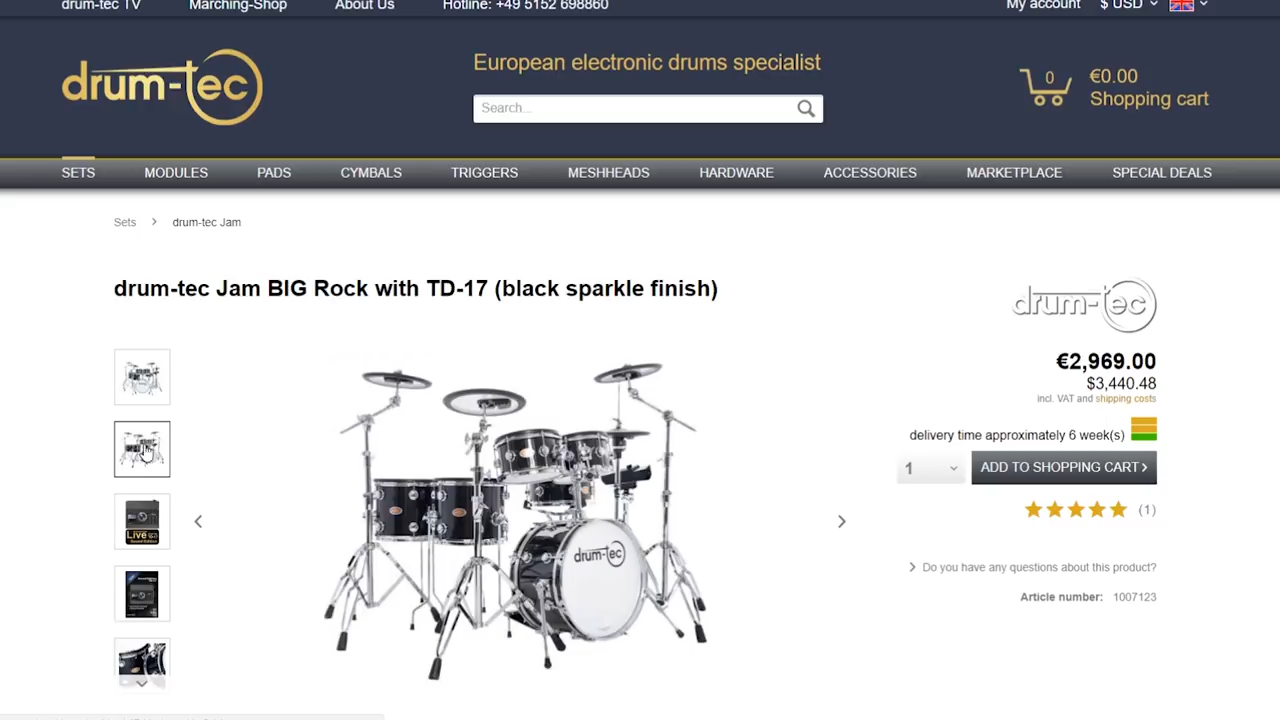 drum-tec TV Marching-Shop About Us Hotline: +49 5152 698860 My account $ USD
drum-tec
European electronic drums specialist
Search...
0 €0.00
Shopping cart
SETS MODULES PADS CYMBALS TRIGGERS MESHHEADS HARDWARE ACCESSORIES MARKETPLACE SPECIAL DEALS
Sets > drum-tec Jam
drum-tec Jam BIG Rock with TD-17 (black sparkle finish)
drum-tec
€2,969.00
$3,440.48
incl. VAT and shipping costs
delivery time approximately 6 week(s)
1 ADD TO SHOPPING CART >
(1)
> Do you have any questions about this product?
Article number: 1007123
drum-tec
Live